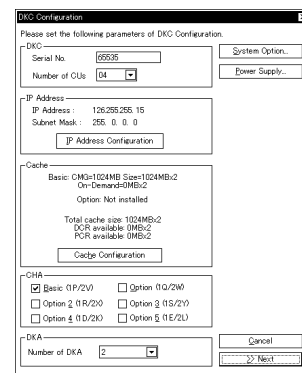 DKC Configuration
Please set the following parameters of DKC Configuration.
DKC
Serial No. 65535
Number of CUs 04
System Option...
Power Supply...
IP Address
IP Address : 126.255.255. 15
Subnet Mask : 255. 0. 0. 0
IP Address Configuration
Cache
Basic: CMG=1024MB Size=1024MBx2
On-Demand=0MBx2
Option: Not installed
Total cache size: 1024MBx2
DCR available: 0MBx2
PCR available: 0MBx2
Cache Configuration
CHA
Basic (1P/2V) Option (1Q/2W)
Option 2 (1R/2X) Option 3 (1S/2Y)
Option 4 (1D/2K) Option 5 (1E/2L)
DKA
Number of DKA 2
Cancel
>> Next